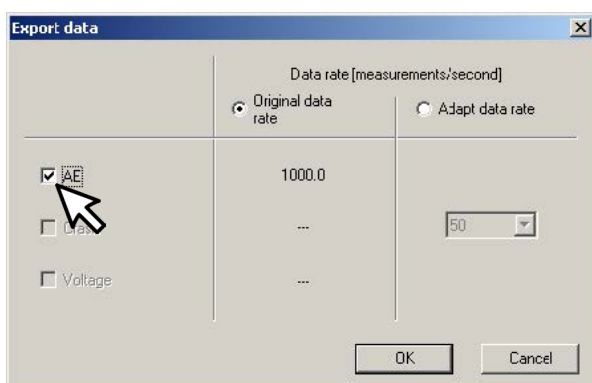 Export data
Data rate [measurements/second]
Original data
rate
Adapt data rate
AE
1000.0
---
50
Voltage
---
OK
Cancel